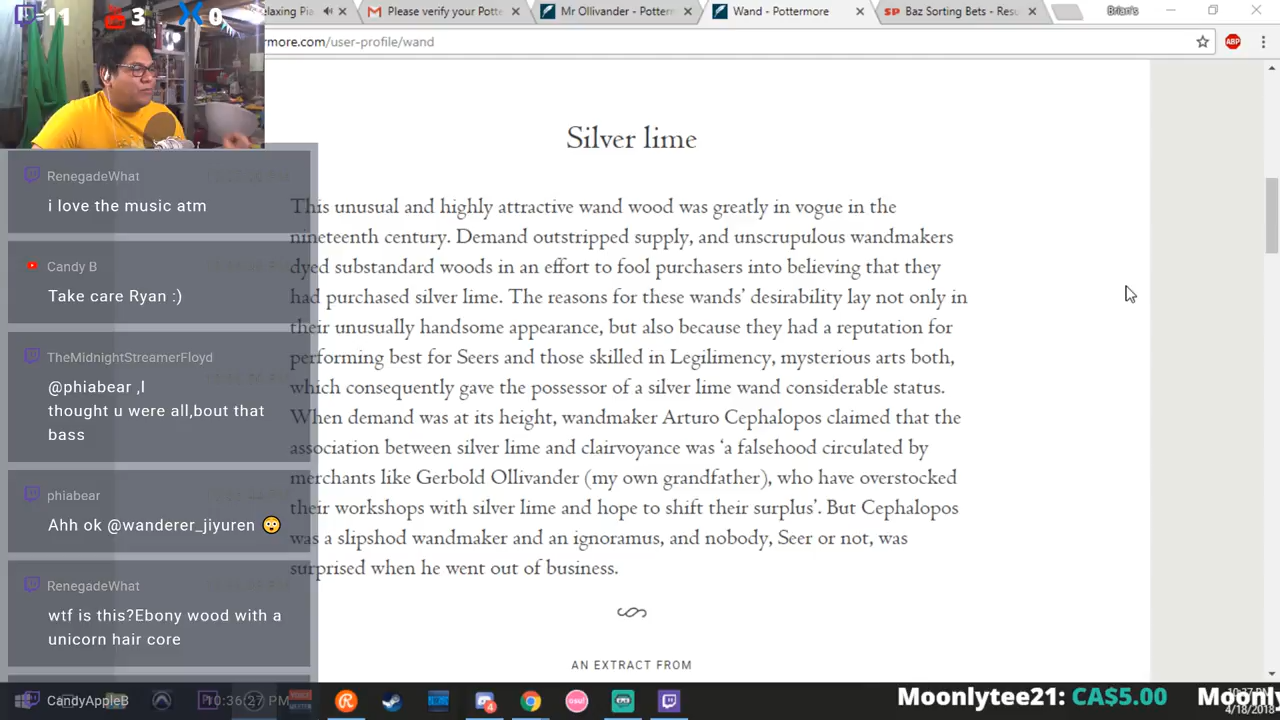 11
3
0
elaxing Pia
Please verify your Potte
Mr Ollivander - Potterm
Wand - Pottermore
Baz Sorting Bets - Resu
Brian's
more.com/user-profile/wand
ABP
Silver lime
This unusual and highly attractive wand wood was greatly in vogue in the
nineteenth century. Demand outstripped supply, and unscrupulous wandmakers
dyed substandard woods in an effort to fool purchasers into believing that they
had purchased silver lime. The reasons for these wands’ desirability lay not only in
their unusually handsome appearance, but also because they had a reputation for
performing best for Seers and those skilled in Legilimency, mysterious arts both,
which consequently gave the possessor of a silver lime wand considerable status.
When demand was at its height, wandmaker Arturo Cephalopos claimed that the
association between silver lime and clairvoyance was ‘a falsehood circulated by
merchants like Gerbold Ollivander (my own grandfather), who have overstocked
their workshops with silver lime and hope to shift their surplus’. But Cephalopos
was a slipshod wandmaker and an ignoramus, and nobody, Seer or not, was
surprised when he went out of business.
AN EXTRACT FROM
RenegadeWhat
i love the music atm
Candy B
Take care Ryan :)
TheMidnightStreamerFloyd
@phiabear ,I
thought u were all,bout that
bass
phiabear
Ahh ok @wanderer_jiyuren 😳
RenegadeWhat
wtf is this?Ebony wood with a
unicorn hair core
CandyAppleB
10:36:27 PM
Moonlytee21: CA$5.00
Moonly
10:37 PM
4/18/2018